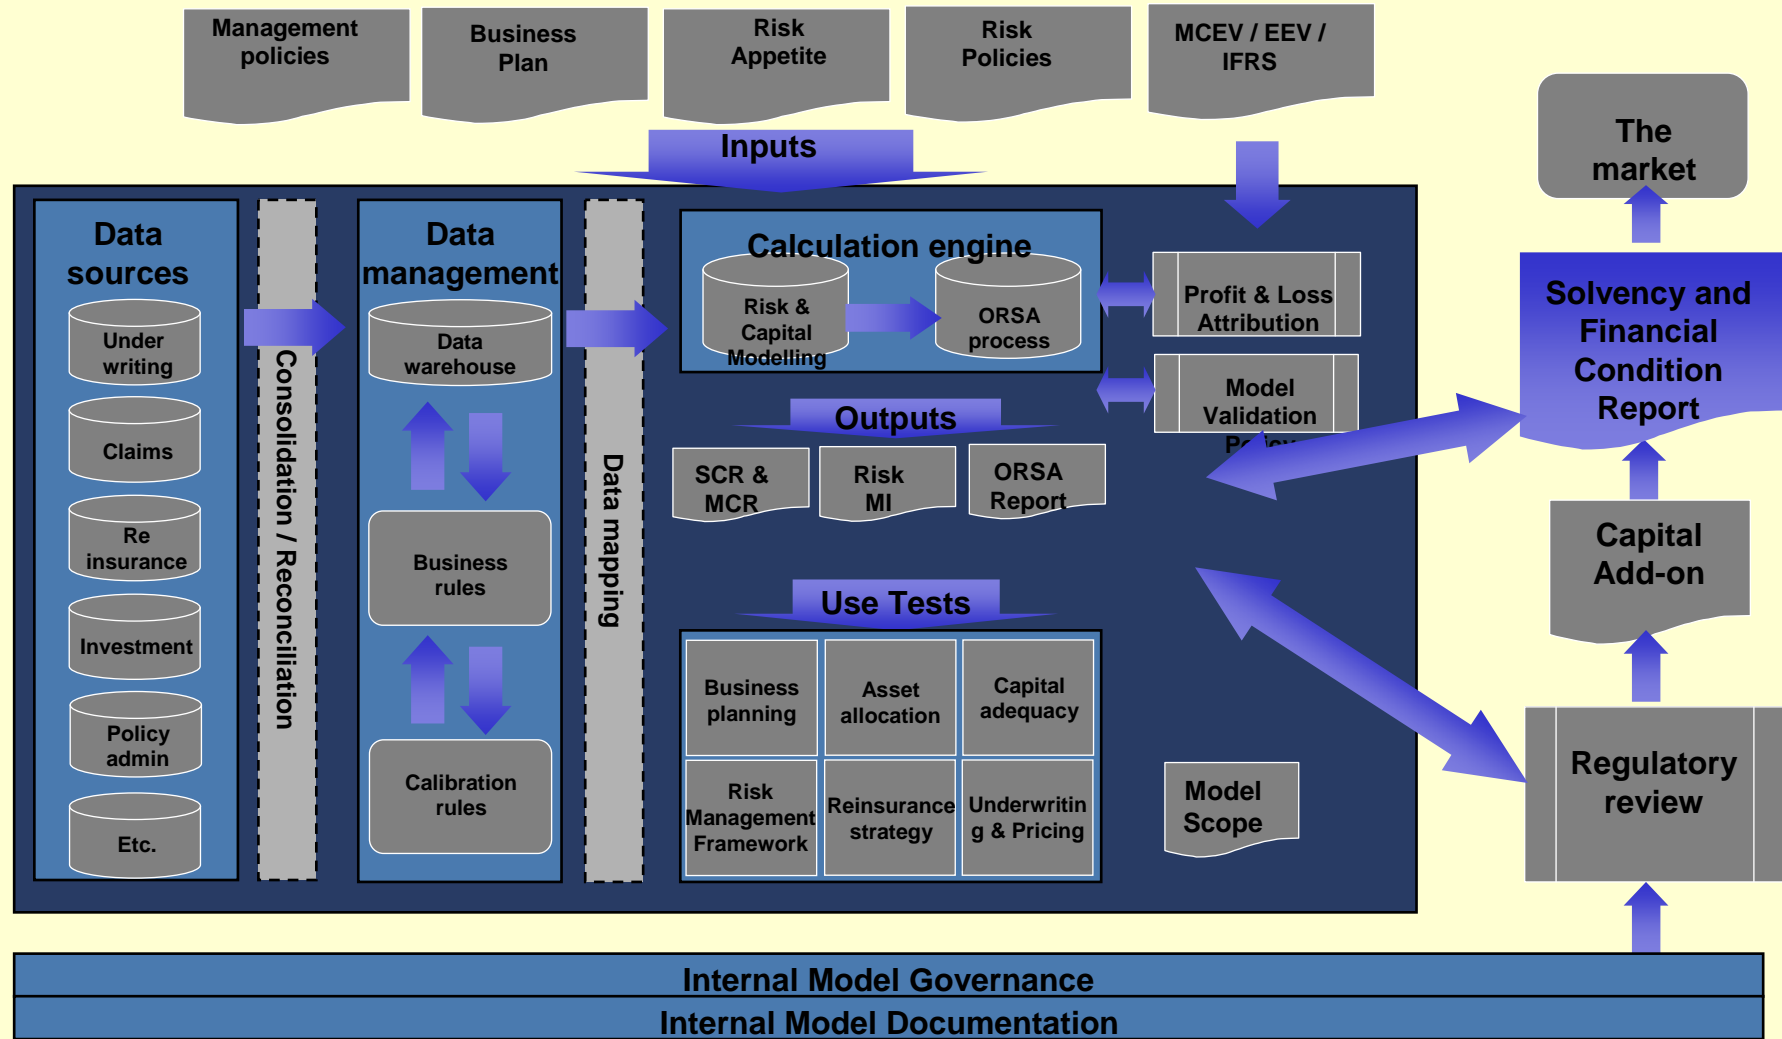 Management
policies
Business
Plan
Risk
Appetite
Risk
Policies
MCEV / EEV /
IFRS
Inputs
The
market
Data
sources
Under
writing
Claims
Re
insurance
Investment
Policy
admin
Etc.
Consolidation / Reconciliation
Data
management
Data
warehouse
Business
rules
Calibration
rules
Data mapping
Calculation engine
Risk &
Capital
Modelling
ORSA
process
Profit & Loss
Attribution
Model
Validation
Policy
Outputs
SCR &
MCR
Risk
MI
ORSA
Report
Use Tests
Business
planning
Asset
allocation
Capital
adequacy
Risk
Management
Framework
Reinsurance
strategy
Underwritin
g & Pricing
Model
Scope
Solvency and
Financial
Condition
Report
Capital
Add-on
Regulatory
review
Internal Model Governance
Internal Model Documentation